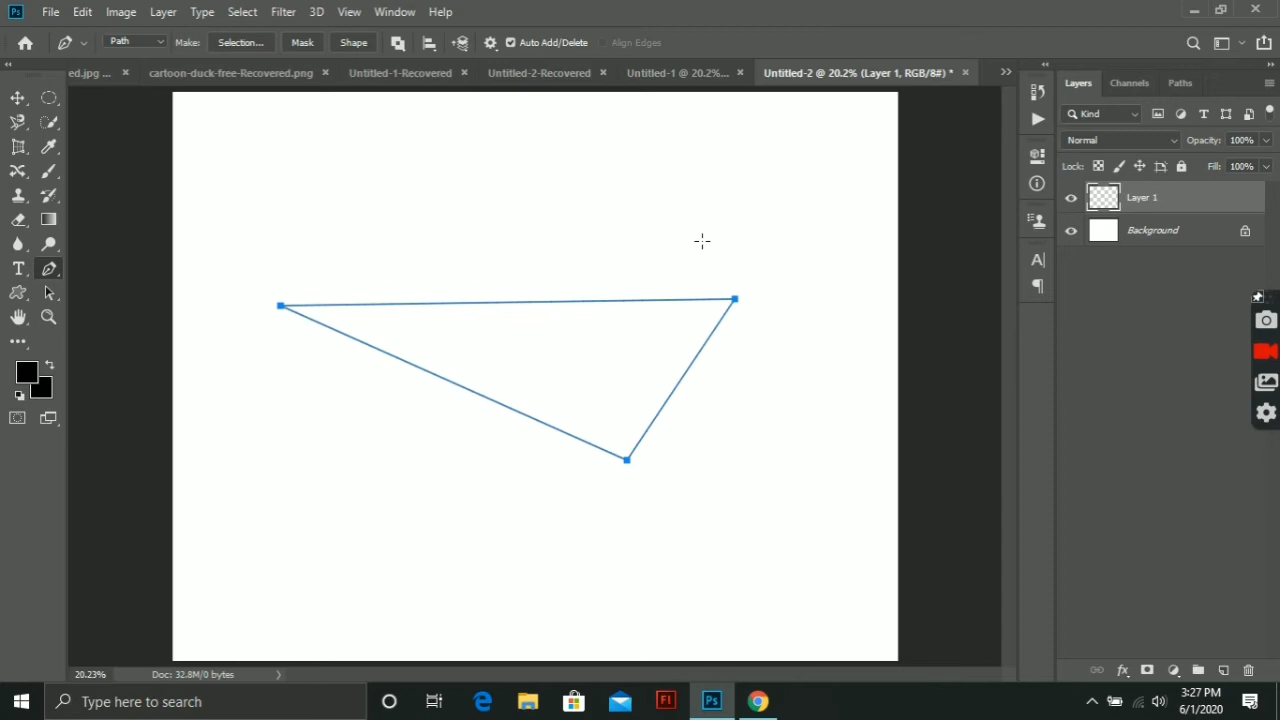 Ps File Edit Image Layer Type Select Filter 3D View Window Help
Path Make: Selection... Mask Shape Auto Add/Delete Align Edges
ed.jpg ... × cartoon-duck-free-Recovered.png × Untitled-1-Recovered × Untitled-2-Recovered × Untitled-1 @ 20.2%... × Untitled-2 @ 20.2% (Layer 1, RGB/8#) * ×
Layers Channels Paths
Kind
Normal Opacity: 100%
Lock: Fill: 100%
Layer 1
Background
20.23% Doc: 32.8M/0 bytes
Type here to search
3:27 PM
6/1/2020